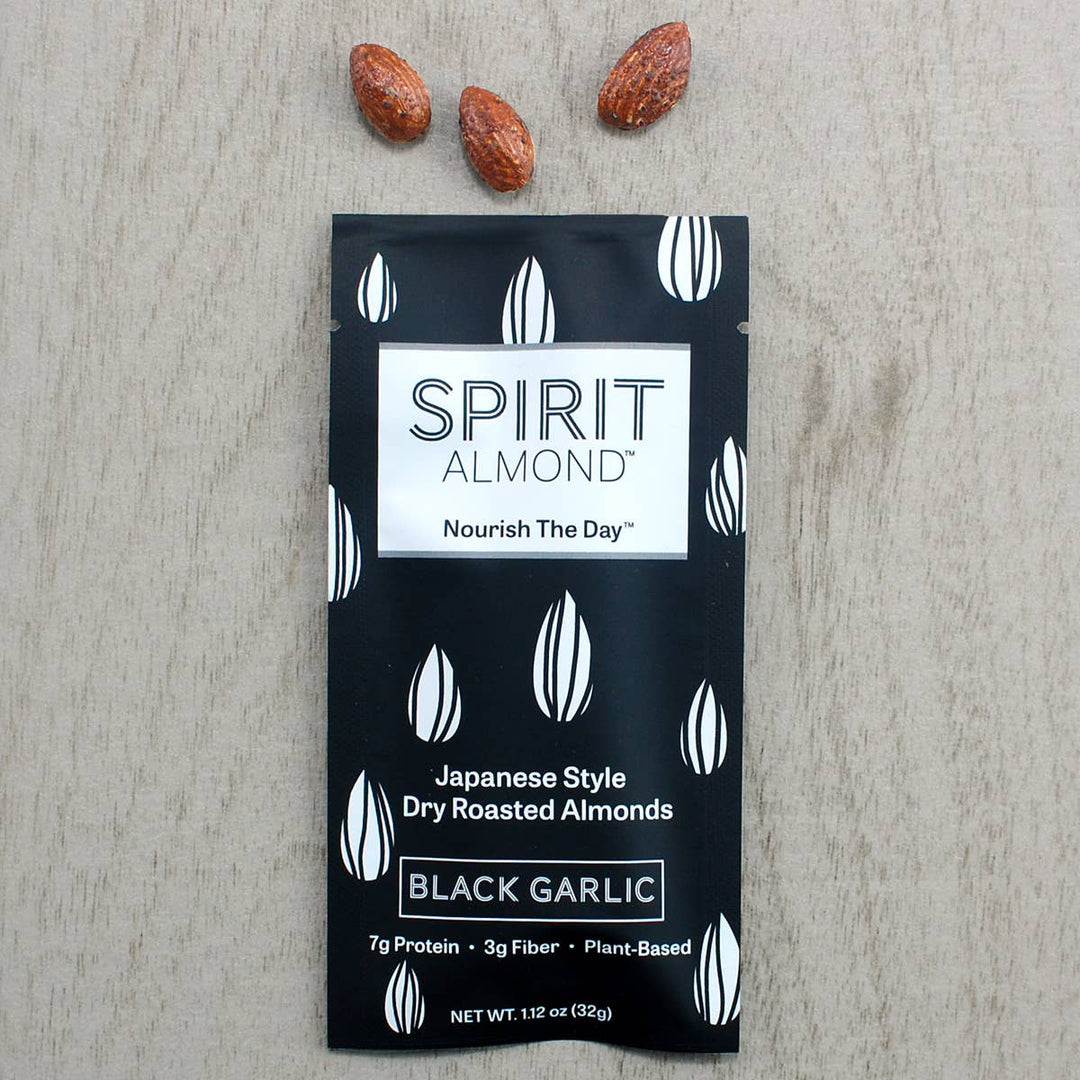 SPIRIT
ALMOND™
Nourish The Day™
Japanese Style
Dry Roasted Almonds
BLACK GARLIC
7g Protein • 3g Fiber • Plant-Based
NET WT. 1.12 oz (32g)